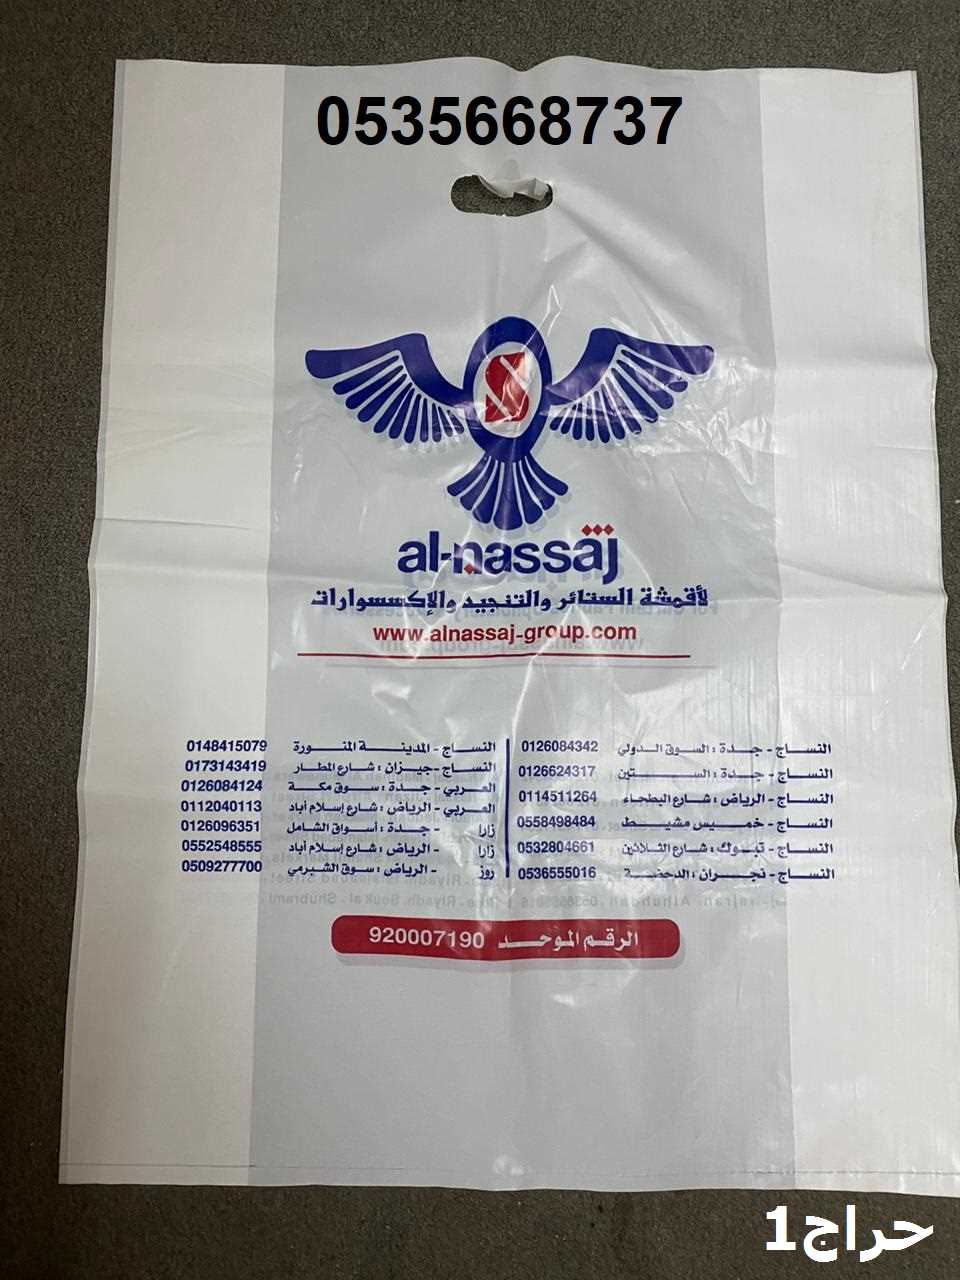 0535668737
S
al-nassaj
لأقمشة الستائر والتنجيد والإكسسوارات
www.alnassaj-group.com
النساج - جدة : السوق الدولي 0126084342
النساج - جدة : الستين 0126624317
النساج - الرياض : شارع البطحاء 0114511264
النساج - خميس مشيط 0558498484
النساج - تبوك : شارع الثلاثين 0532804661
النساج - نجران : الدحضة 0536555016
النساج - المدينة المنورة 0148415079
النساج - جيزان : شارع المطار 0173143419
العربي - جدة : سوق مكة 0126084124
العربي - الرياض : شارع إسلام أباد 0112040113
زارا - جدة : أسواق الشامل 0126096351
زارا - الرياض : شارع إسلام أباد 0552548555
روز - الرياض : سوق الشبرمي 0509277700
الرقم الموحد 920007190
حراج1